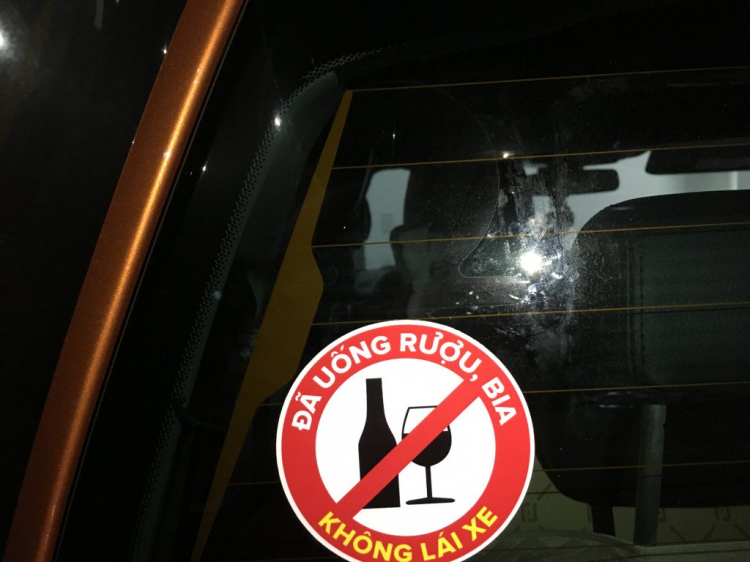 ĐÃ UỐNG RƯỢU, BIA
KHÔNG LÁI XE